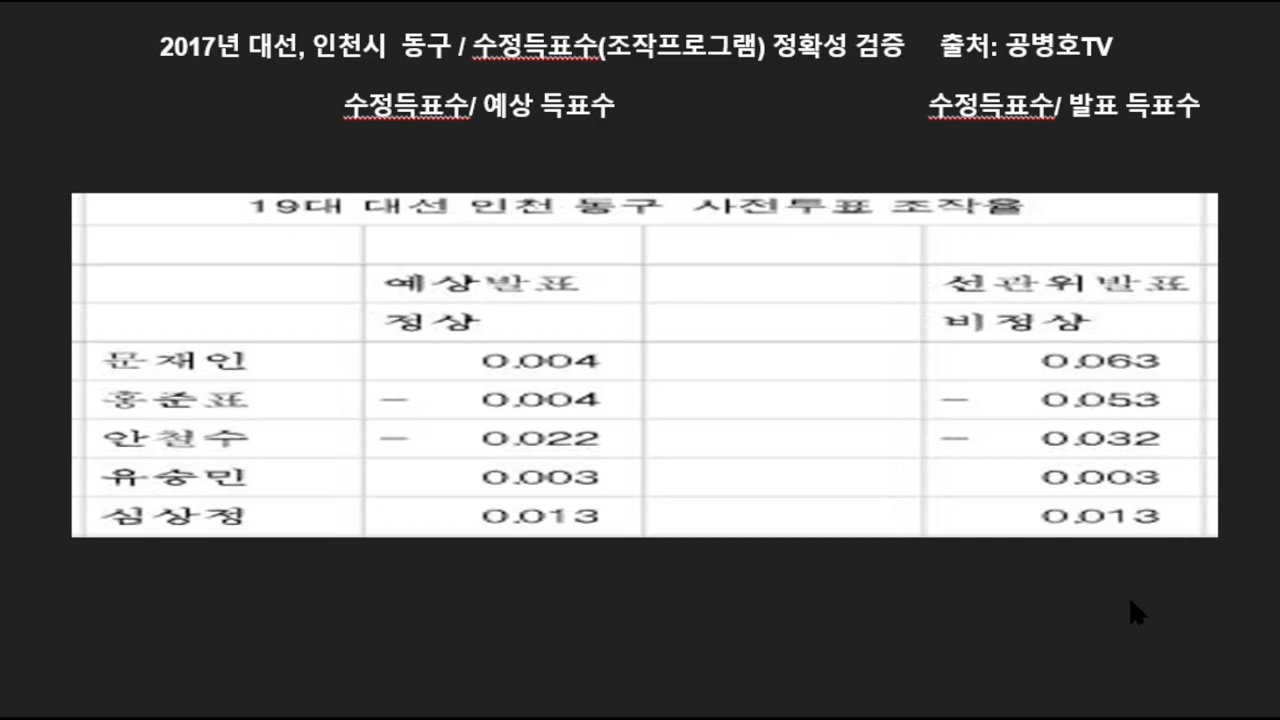 2017년 대선, 인천시 동구 / 수정득표수(조작프로그램) 정확성 검증 출처: 공병호TV
수정득표수/ 예상 득표수 수정득표수/ 발표 득표수
19대 대선 인천 동구 사전투표 조작율
예상발표 선관위발표
정상 비정상
문재인 0.004 0.063
홍준표 - 0.004 - 0.053
안철수 - 0.022 - 0.032
유승민 0.003 0.003
심상정 0.013 0.013